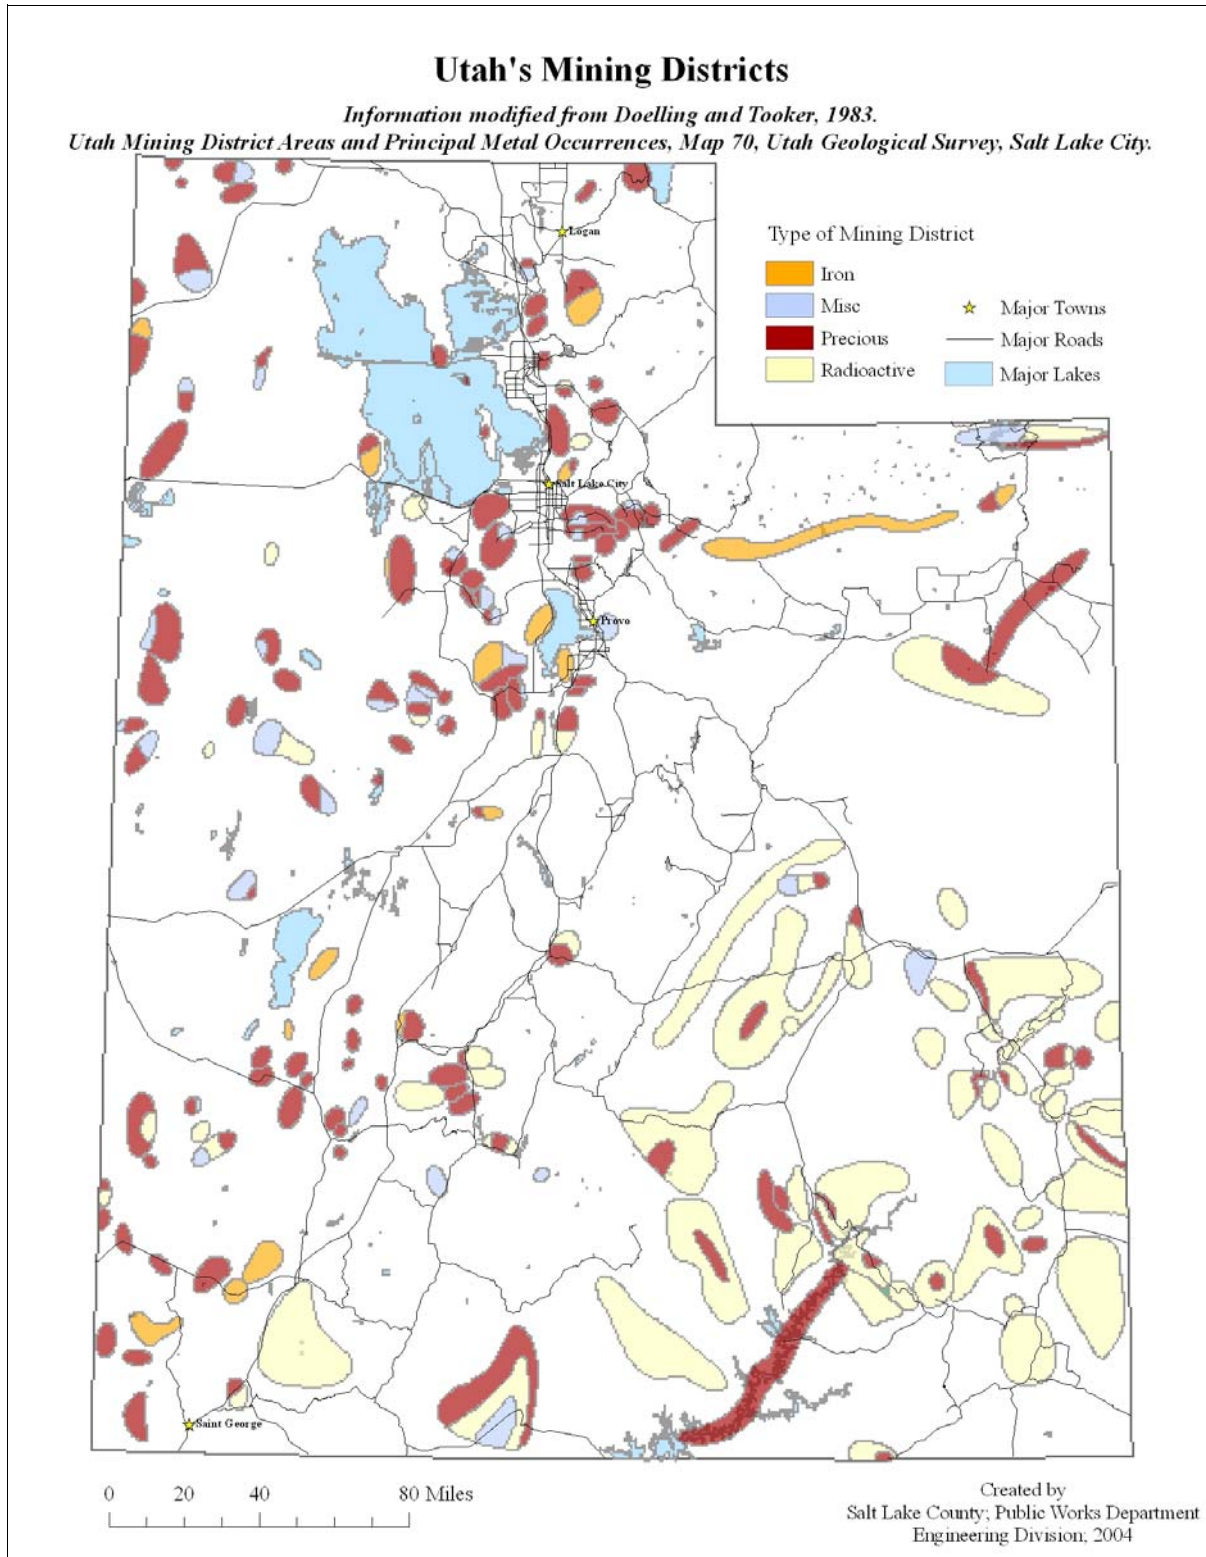 Utah's Mining Districts
Information modified from Doelling and Tooker, 1983.
Utah Mining District Areas and Principal Metal Occurrences, Map 70, Utah Geological Survey, Salt Lake City.
Logan
Type of Mining District
Iron
Misc
Precious
Radioactive
Major Towns
Major Roads
Major Lakes
Salt Lake City
Provo
Saint George
0 20 40 80 Miles
Created by
Salt Lake County; Public Works Department
Engineering Division; 2004